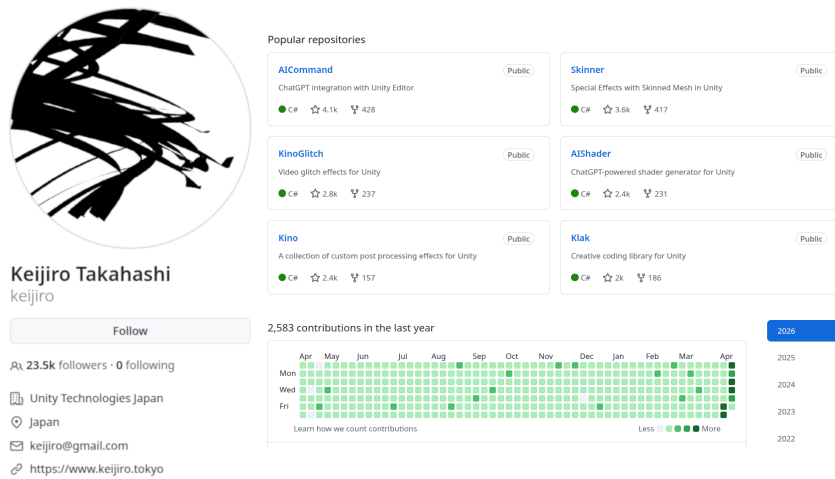 Popular repositories
AICommand Public
ChatGPT integration with Unity Editor
C# 4.1k 428
Skinner Public
Special Effects with Skinned Mesh in Unity
C# 3.6k 417
KinoGlitch Public
Video glitch effects for Unity
C# 2.8k 237
AIShader Public
ChatGPT-powered shader generator for Unity
C# 2.4k 231
Kino Public
A collection of custom post processing effects for Unity
C# 2.4k 157
Klak Public
Creative coding library for Unity
C# 2k 186
Keijiro Takahashi
keijiro
Follow
23.5k followers · 0 following
Unity Technologies Japan
Japan
keijiro@gmail.com
https://www.keijiro.tokyo
2,583 contributions in the last year
Apr May Jun Jul Aug Sep Oct Nov Dec Jan Feb Mar Apr
Mon
Wed
Fri
Learn how we count contributions
Less More
2026
2025
2024
2023
2022